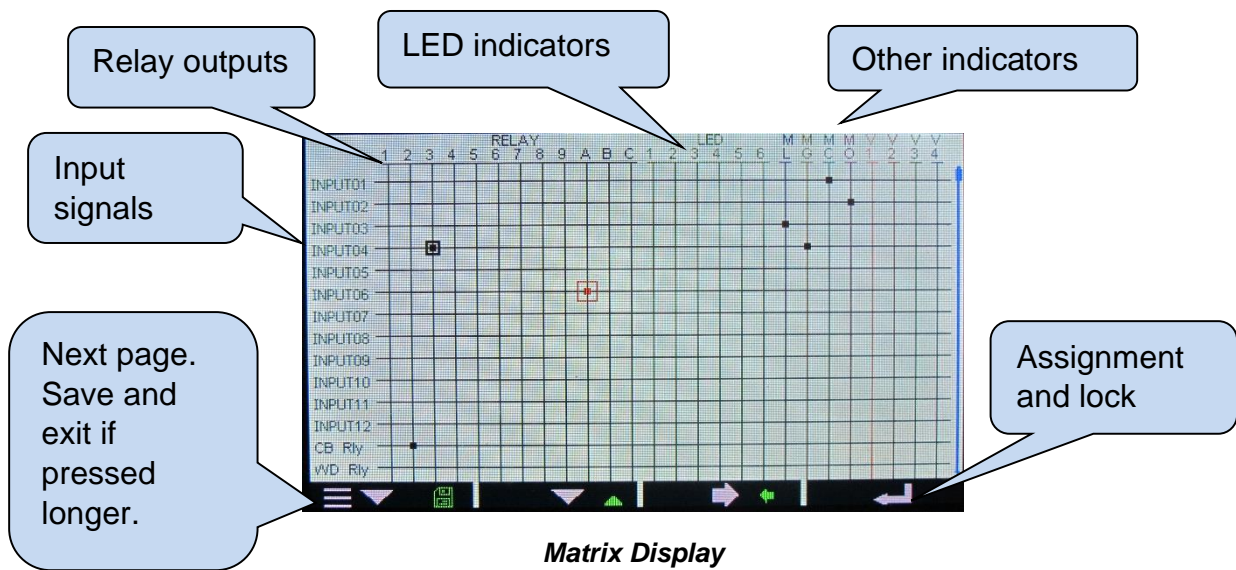 Relay outputs
LED indicators
Other indicators
Input
signals
RELAY
LED
M M M M V V V V
1 2 3 4 5 6 7 8 9 A B C 1 2 3 4 5 6 L G C O 1 2 3 4
INPUT01
INPUT02
INPUT03
INPUT04
INPUT05
INPUT06
INPUT07
INPUT08
INPUT09
INPUT10
INPUT11
INPUT12
CB Rly
WD Rly
Next page.
Save and
exit if
pressed
longer.
Assignment
and lock
Matrix Display